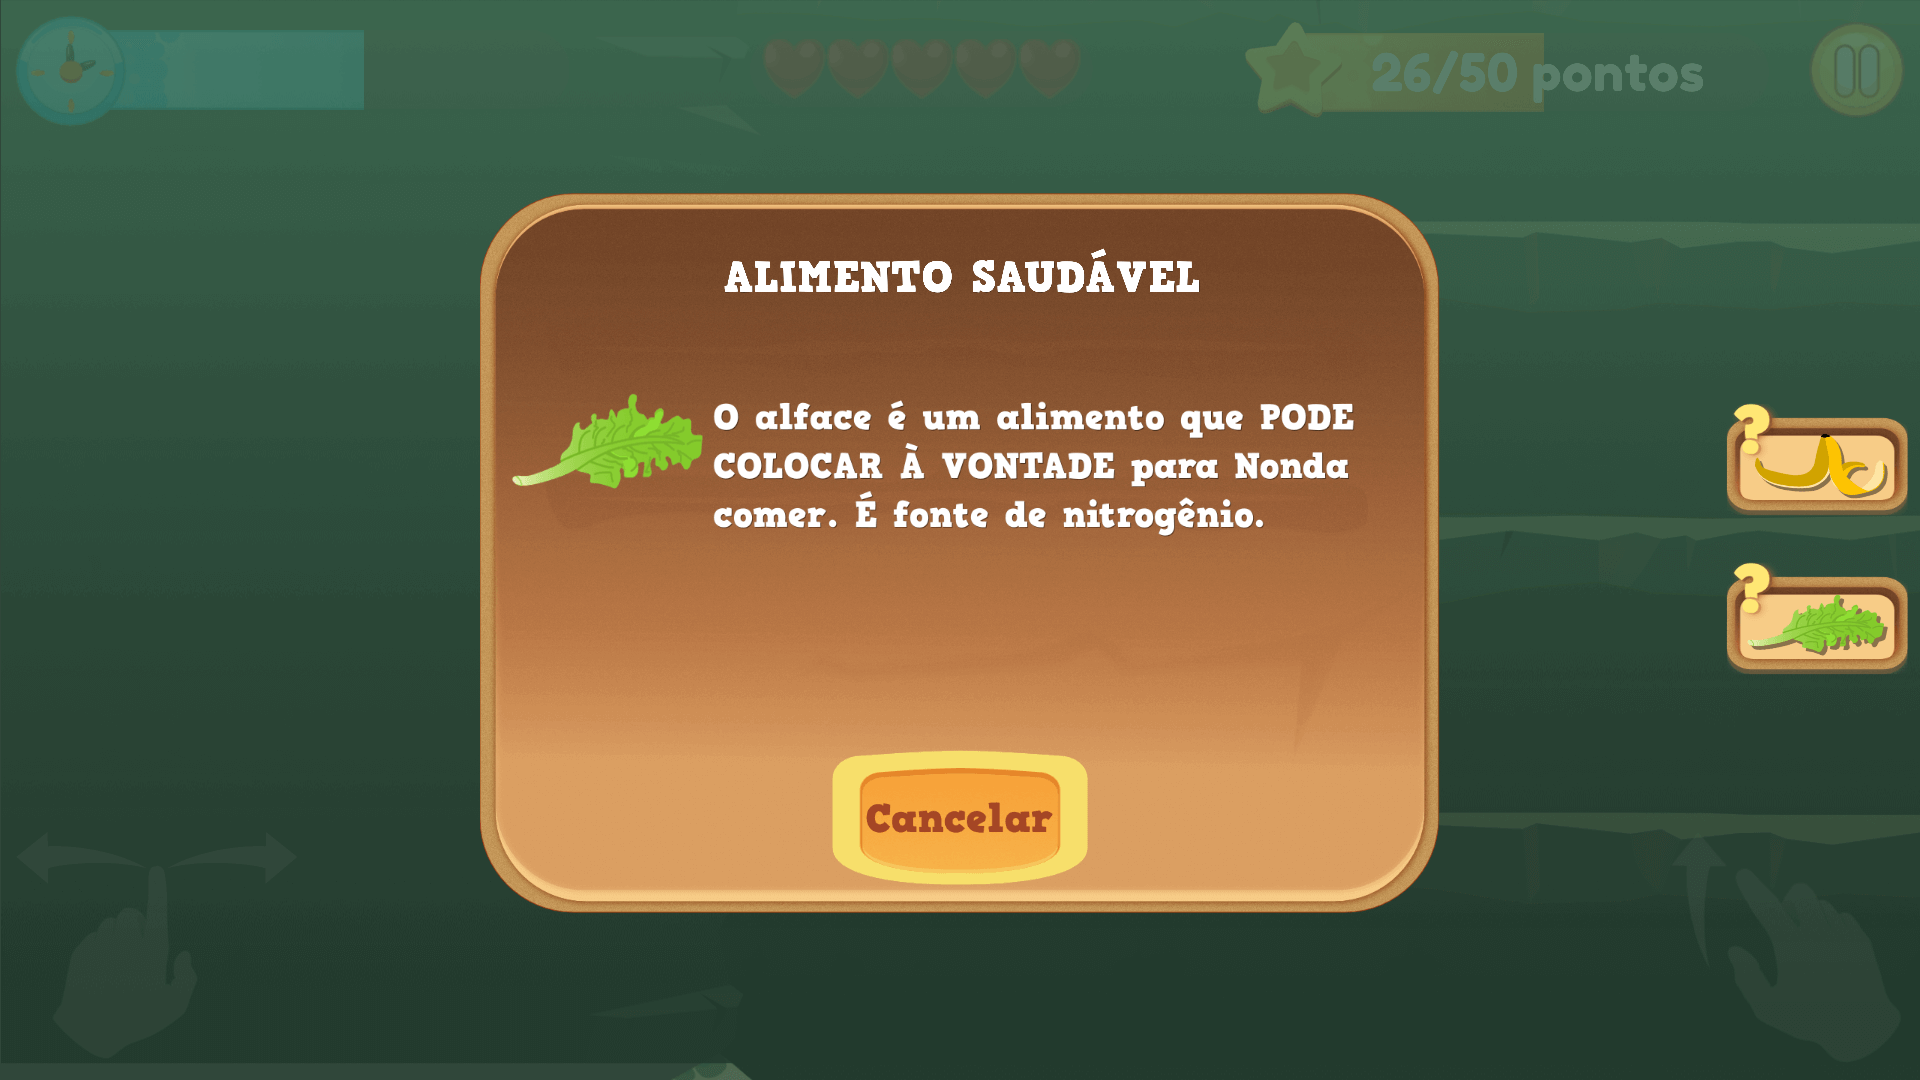 26/50 pontos
ALIMENTO SAUDÁVEL
O alface é um alimento que PODE
COLOCAR À VONTADE para Nonda
comer. É fonte de nitrogênio.
?
?
Cancelar